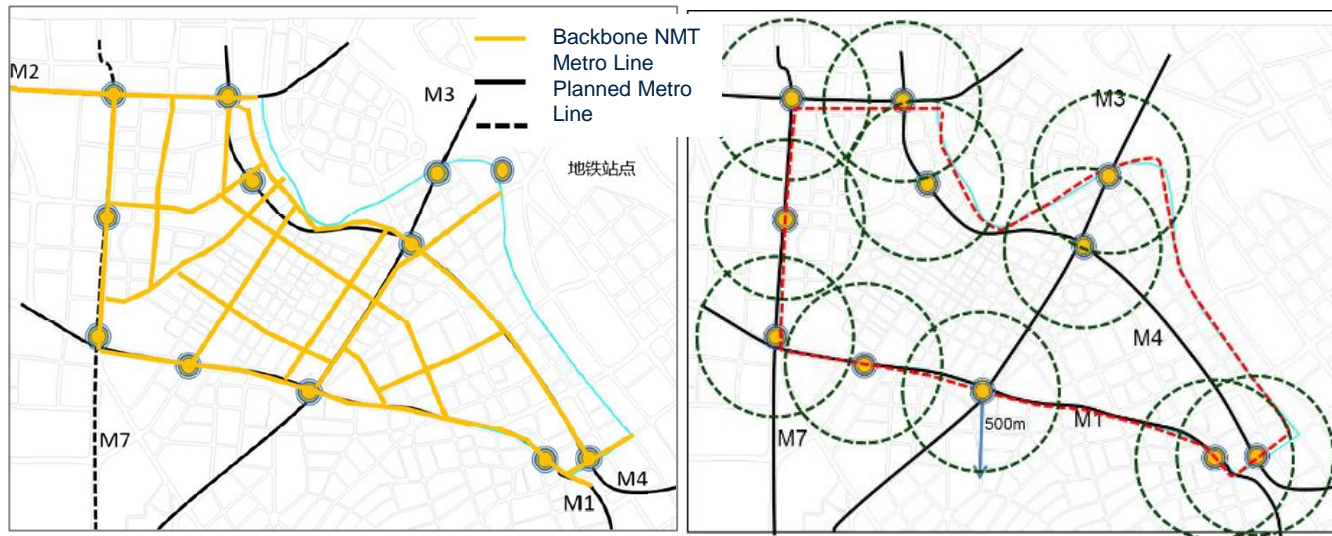 M2
M3
M7
M4
M1
Backbone NMT
Metro Line
Planned Metro
Line
地铁站点
M3
M4
M1
M7
500m